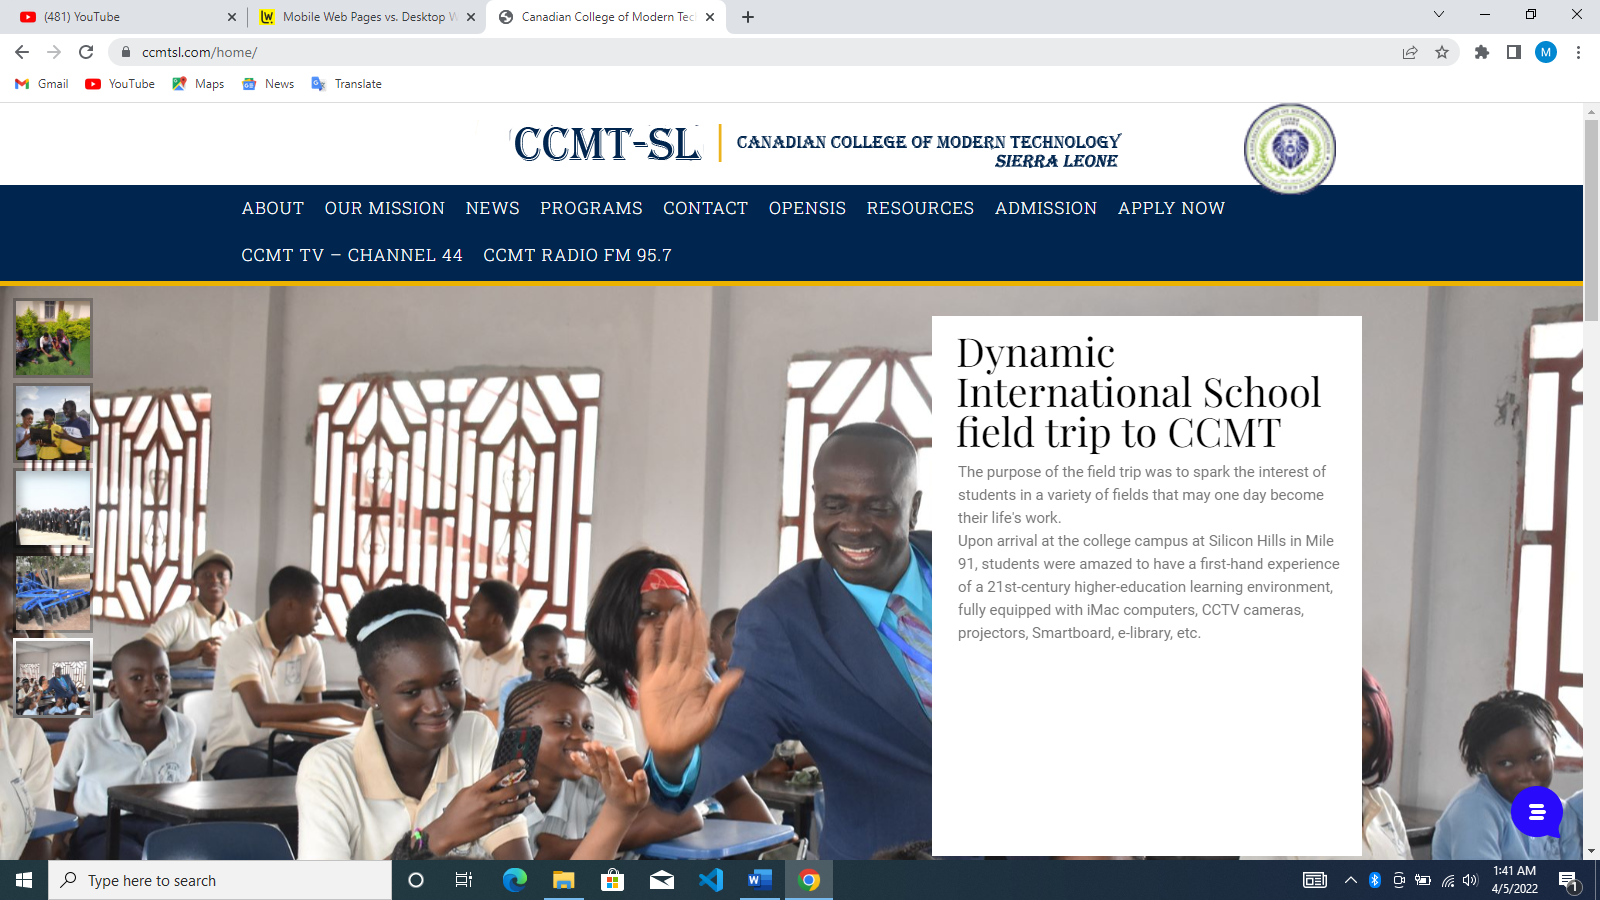 (481) YouTube
Mobile Web Pages vs. Desktop W
Canadian College of Modern Tec
ccmtsl.com/home/
M
Gmail
YouTube
Maps
News
Translate
CCMT-SL
CANADIAN COLLEGE OF MODERN TECHNOLOGY
SIERRA LEONE
ABOUT
OUR MISSION
NEWS
PROGRAMS
CONTACT
OPENSIS
RESOURCES
ADMISSION
APPLY NOW
CCMT TV – CHANNEL 44
CCMT RADIO FM 95.7
Dynamic
International School
field trip to CCMT
The purpose of the field trip was to spark the interest of
students in a variety of fields that may one day become
their life's work.
Upon arrival at the college campus at Silicon Hills in Mile
91, students were amazed to have a first-hand experience
of a 21st-century higher-education learning environment,
fully equipped with iMac computers, CCTV cameras,
projectors, Smartboard, e-library, etc.
Type here to search
1:41 AM
4/5/2022
1